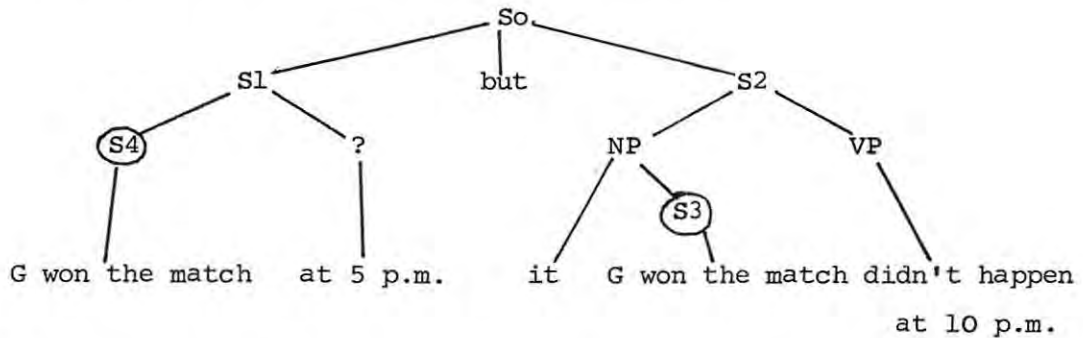 So
S1 but S2
S4 ? NP VP
S3
G won the match at 5 p.m. it G won the match didn't happen
at 10 p.m.